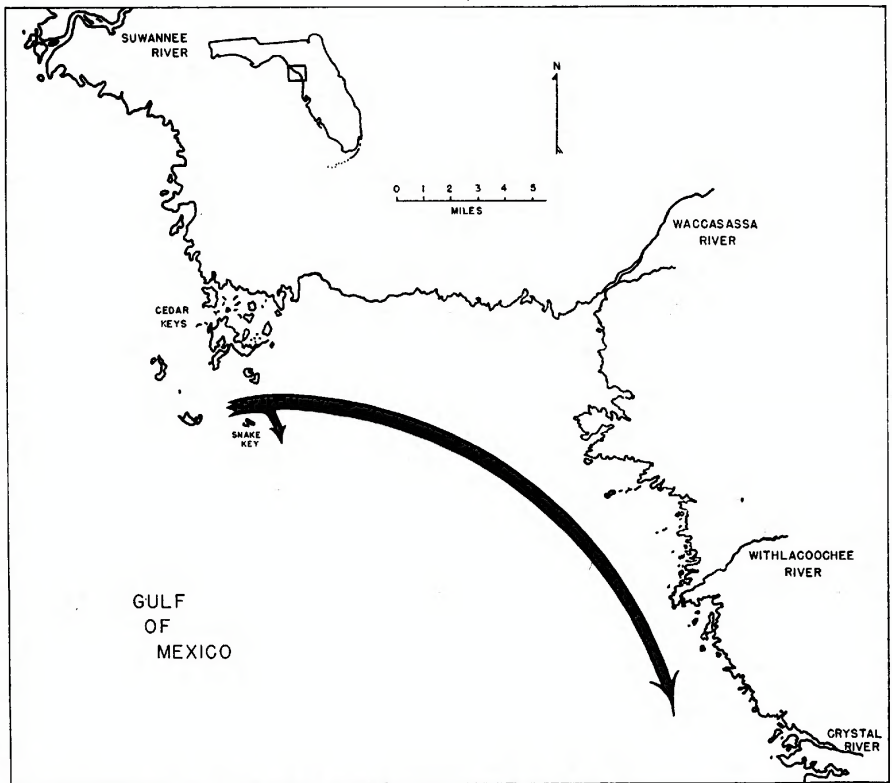 SUWANNEE
RIVER
N
0 1 2 3 4 5
MILES
WACCASASSA
RIVER
CEDAR
KEYS
SNAKE
KEY
WITHLACOOCHEE
RIVER
GULF
OF
MEXICO
CRYSTAL
RIVER